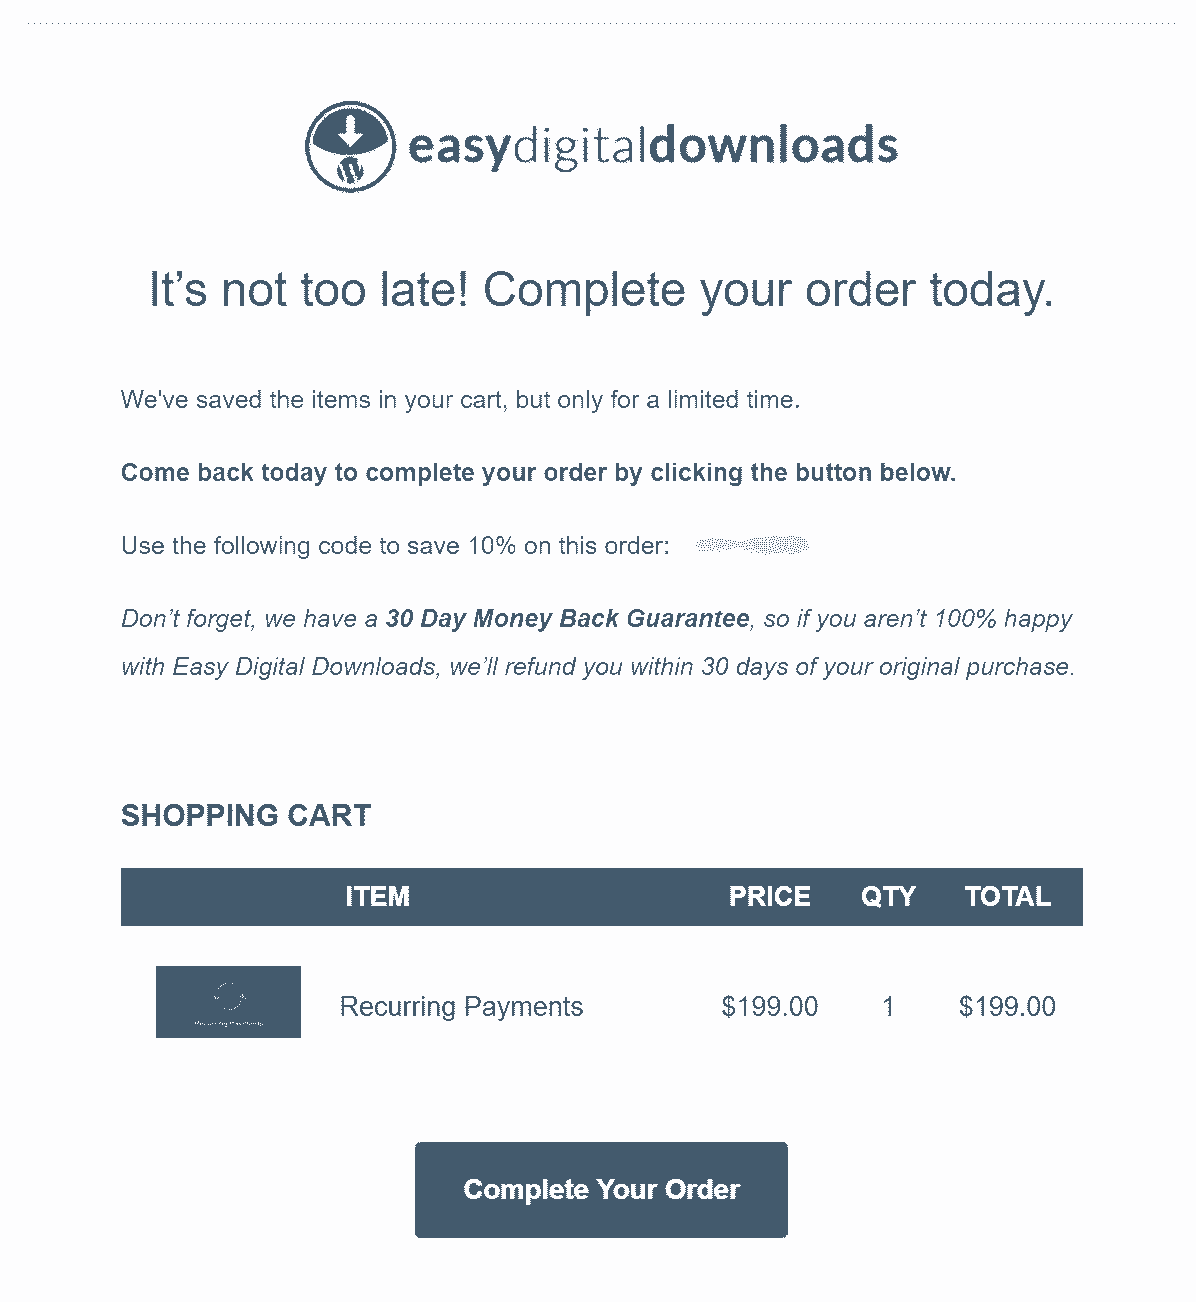 easydigitaldownloads
It’s not too late! Complete your order today.
We've saved the items in your cart, but only for a limited time.
Come back today to complete your order by clicking the button below.
Use the following code to save 10% on this order:
Don’t forget, we have a 30 Day Money Back Guarantee, so if you aren’t 100% happy
with Easy Digital Downloads, we’ll refund you within 30 days of your original purchase.
SHOPPING CART
ITEM PRICE QTY TOTAL
Recurring Payments $199.00 1 $199.00
Complete Your Order